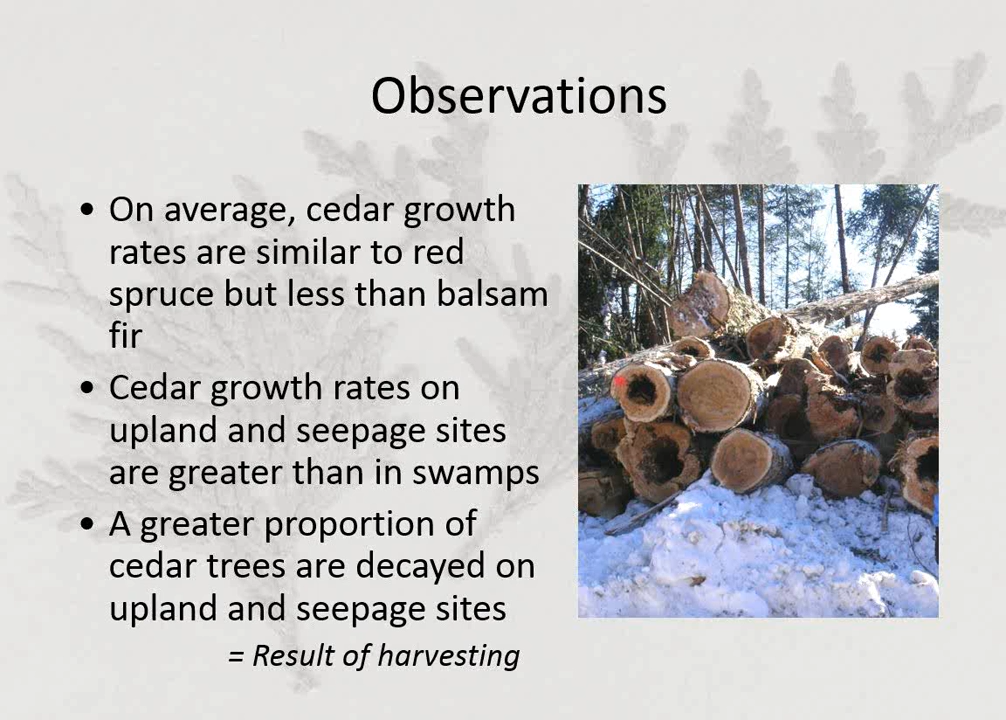 Observations
• On average, cedar growth
rates are similar to red
spruce but less than balsam
fir
• Cedar growth rates on
upland and seepage sites
are greater than in swamps
• A greater proportion of
cedar trees are decayed on
upland and seepage sites
= Result of harvesting